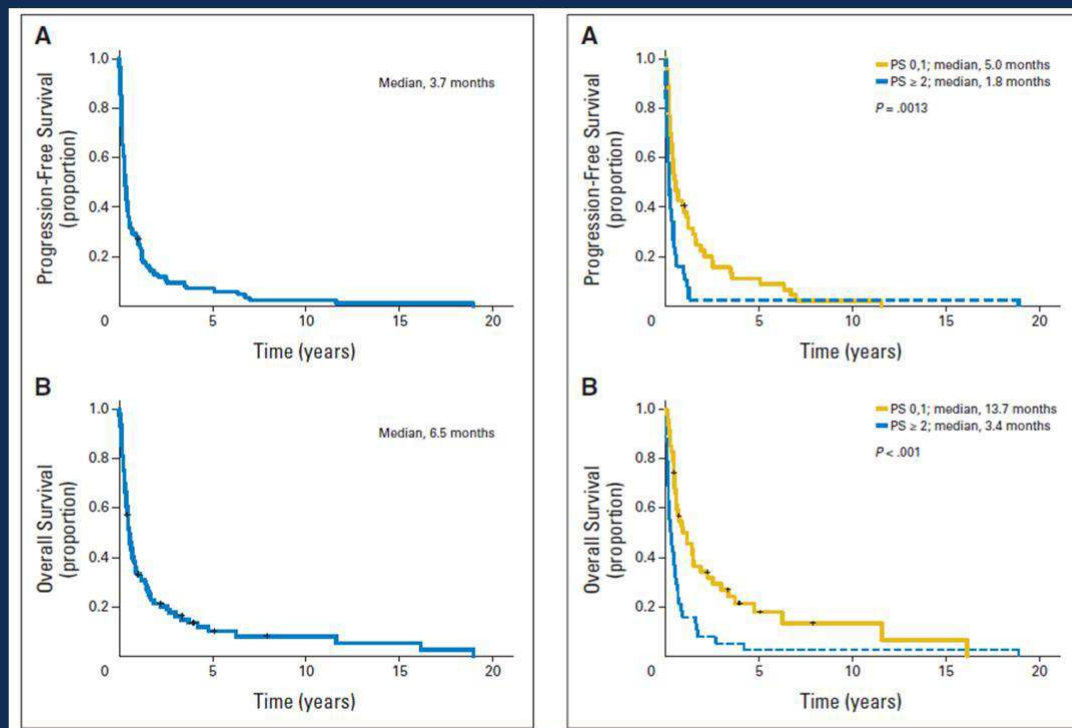 A
Progression-Free Survival
(proportion)
1.0
0.8
0.6
0.4
0.2
0
5
10
15
20
Time (years)
Median, 3.7 months
B
Overall Survival
(proportion)
1.0
0.8
0.6
0.4
0.2
0
5
10
15
20
Time (years)
Median, 6.5 months
A
Progression-Free Survival
(proportion)
1.0
0.8
0.6
0.4
0.2
0
5
10
15
20
Time (years)
PS 0,1; median, 5.0 months
PS ≥ 2; median, 1.8 months
P = .0013
B
Overall Survival
(proportion)
1.0
0.8
0.6
0.4
0.2
0
5
10
15
20
Time (years)
PS 0,1; median, 13.7 months
PS ≥ 2; median, 3.4 months
P < .001